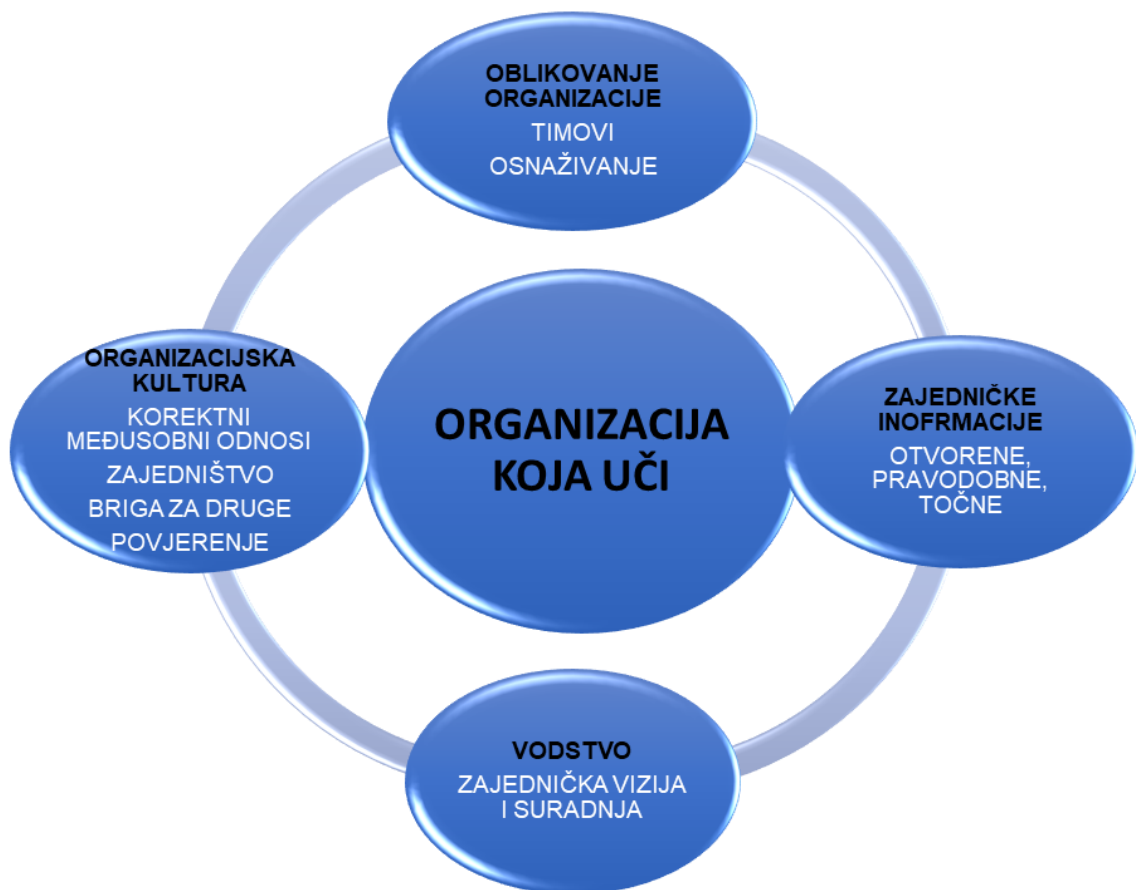 OBLIKOVANJE
ORGANIZACIJE
TIMOVI
OSNAŽIVANJE
ORGANIZACIJSKA
KULTURA
KOREKTNI
MEĐUSOBNI ODNOSI
ZAJEDNIŠTVO
BRIGA ZA DRUGE
POVJERENJE
ORGANIZACIJA
KOJA UČI
ZAJEDNIČKE
INOFRMACIJE
OTVORENE,
PRAVODOBNE,
TOČNE
VODSTVO
ZAJEDNIČKA VIZIJA
I SURADNJA